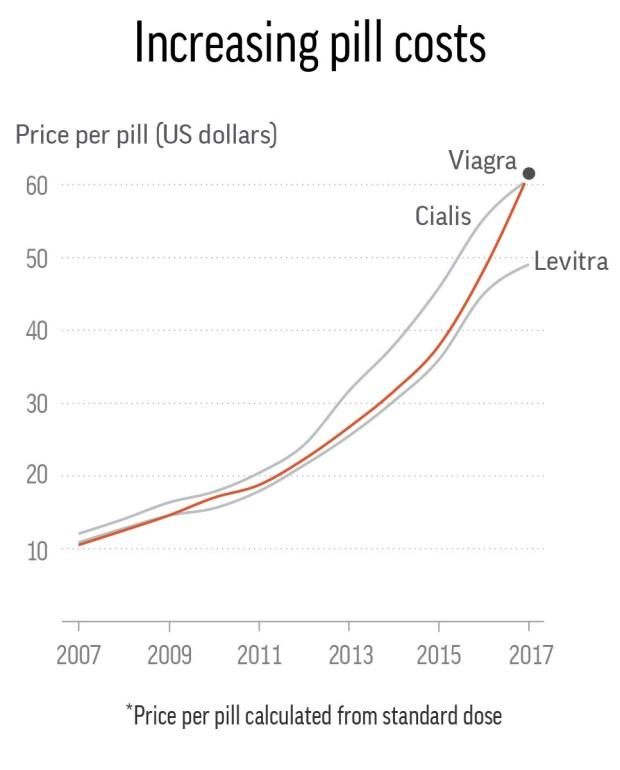 Increasing pill costs
Price per pill (US dollars)
Viagra
60
Cialis
50
Levitra
40
30
20
10
2007 2009 2011 2013 2015 2017
*Price per pill calculated from standard dose